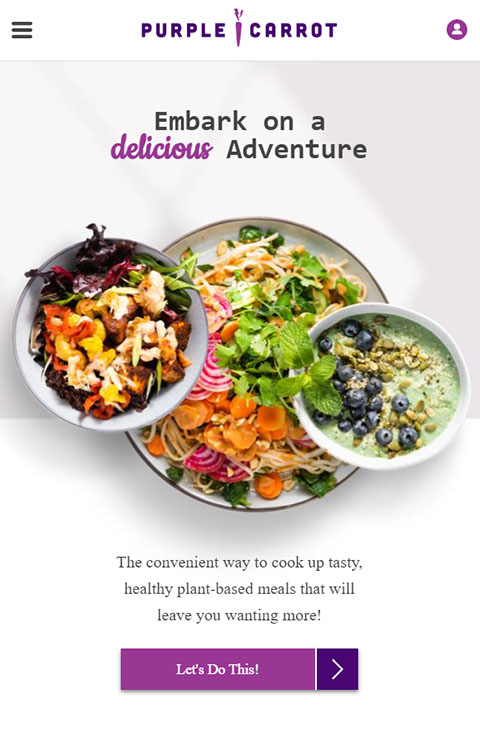 PURPLE CARROT
Embark on a
delicious Adventure
The convenient way to cook up tasty,
healthy plant-based meals that will
leave you wanting more!
Let's Do This!